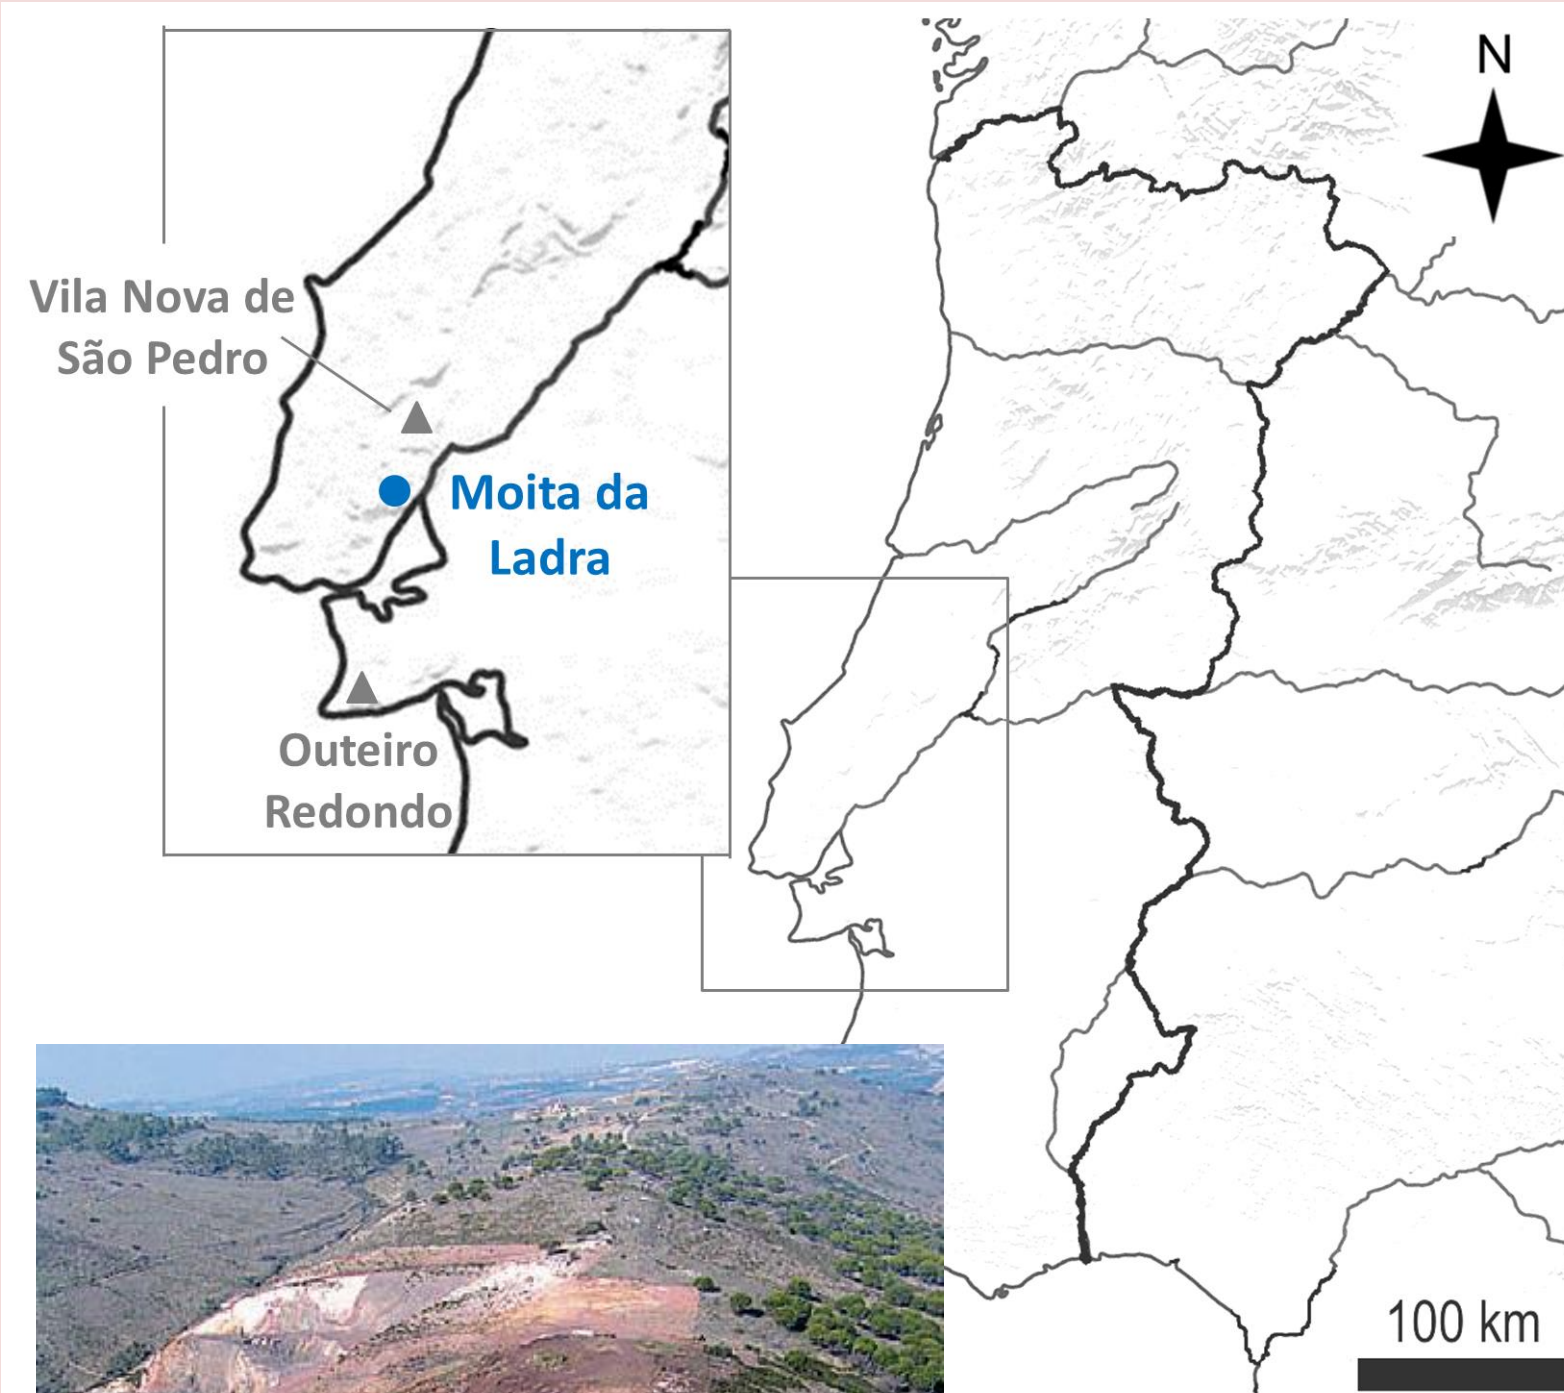 N
Vila Nova de
São Pedro
Moita da
Ladra
Outeiro
Redondo
100 km